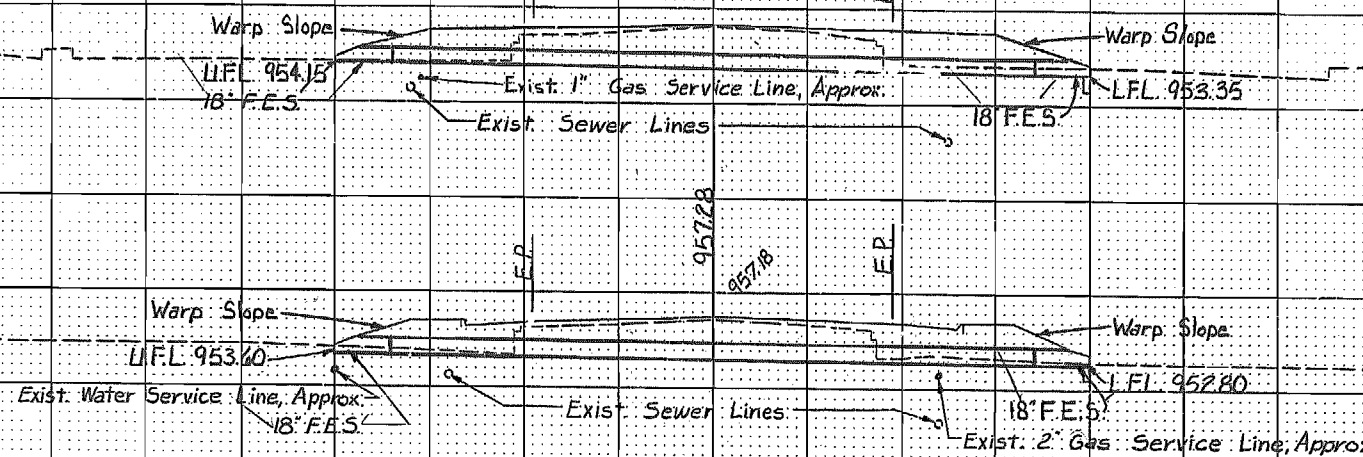 Warp Slope
Warp Slope
U.F.L. 954.15
18" F.E.S.
Exist. 1" Gas Service Line, Approx.
18" F.E.S.
L.F.L. 953.35
Exist. Sewer Lines
957.28
957.18
E.P.
E.P.
Warp Slope
Warp Slope
U.F.L. 953.60
L.F.L. 952.80
Exist. Water Service Line, Approx.
18" F.E.S.
Exist. Sewer Lines
18" F.E.S.
Exist. 2" Gas Service Line, Approx